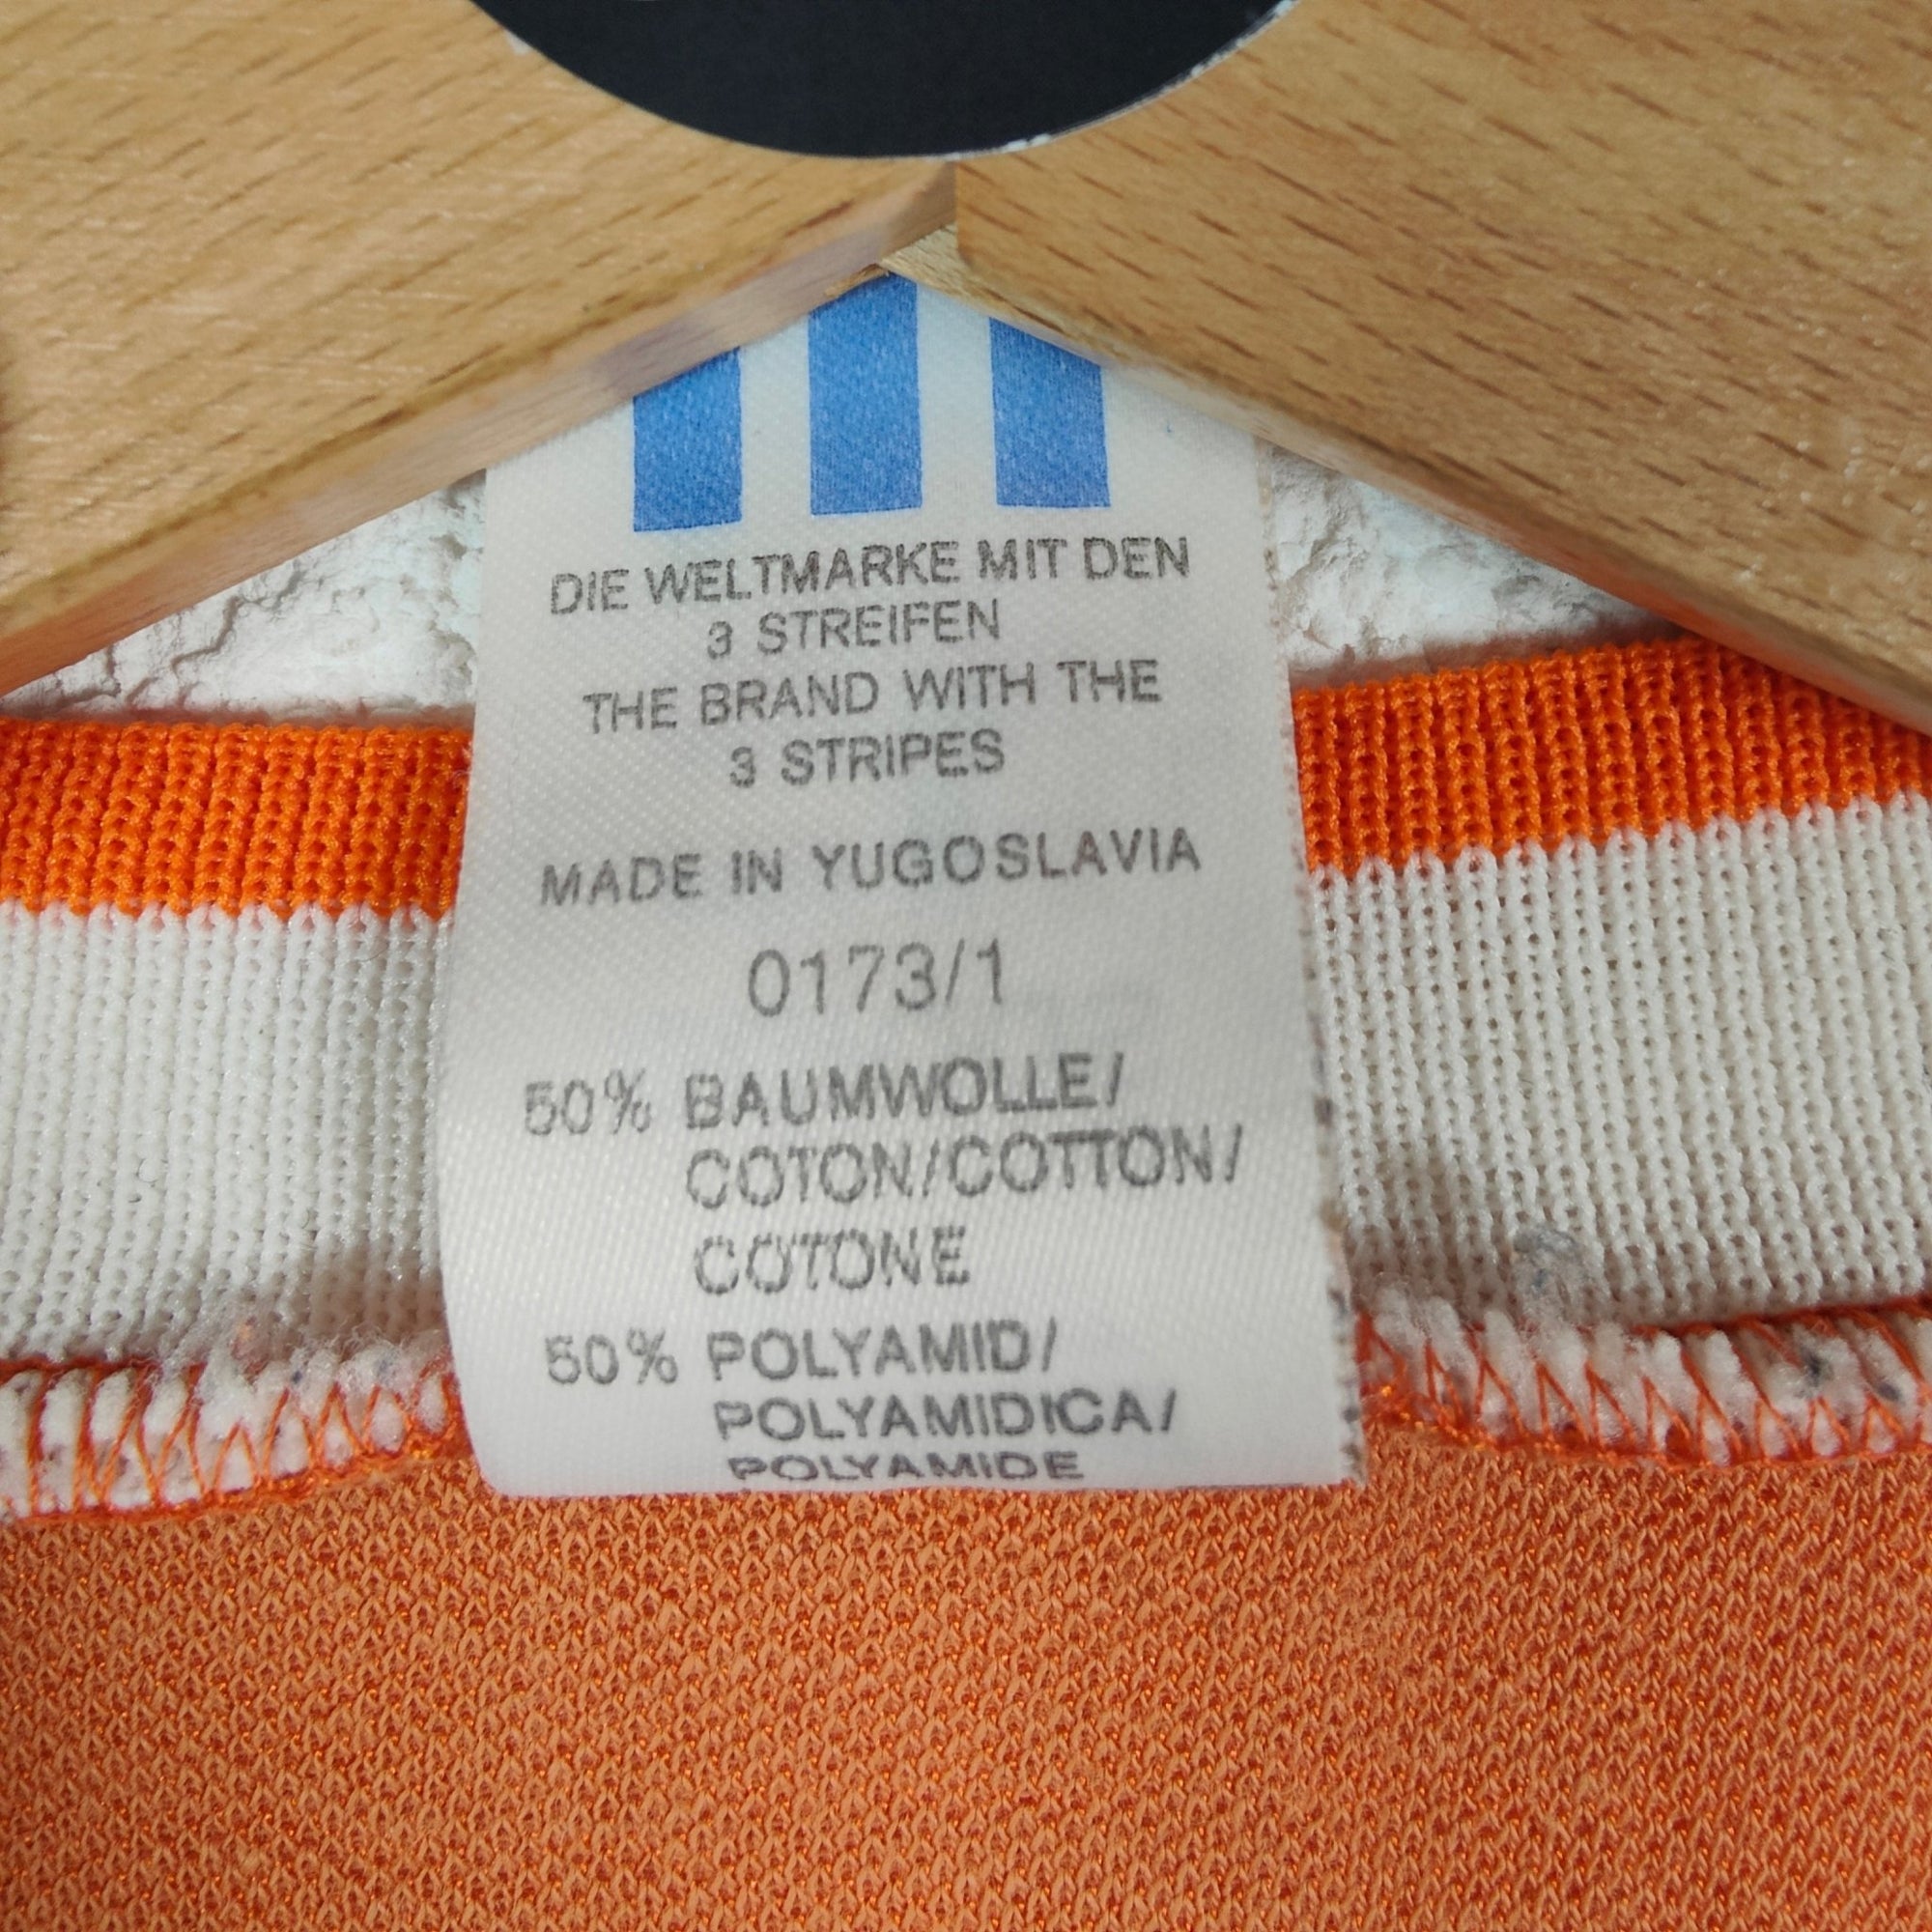 DIE WELTMARKE MIT DEN
3 STREIFEN
THE BRAND WITH THE
3 STRIPES
MADE IN YUGOSLAVIA
0173/1
50% BAUMWOLLE/
COTON/COTTON/
COTONE
50% POLYAMID/
POLYAMIDICA/
POLYAMIDE